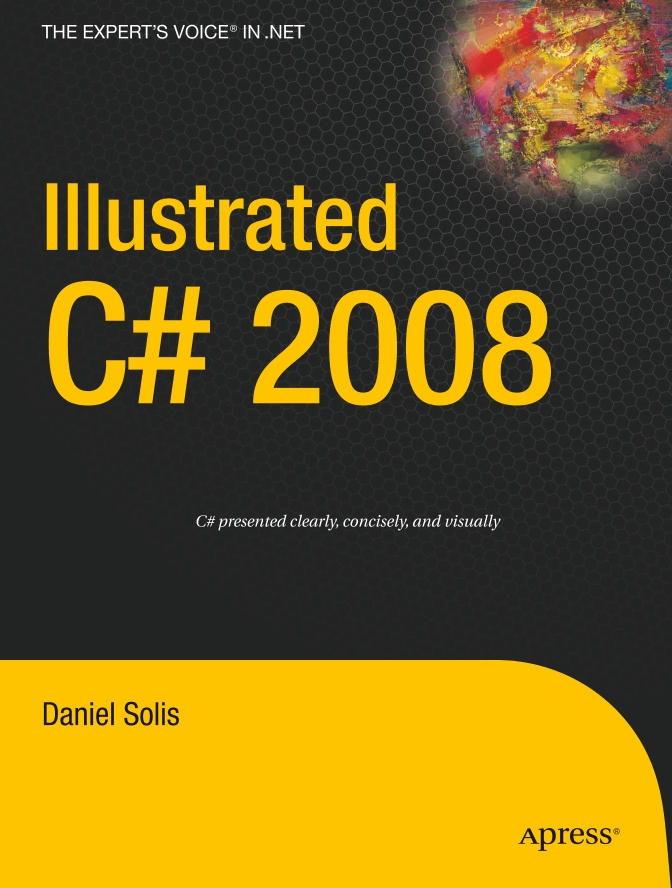 THE EXPERT'S VOICE® IN .NET
Illustrated
C# 2008
C# presented clearly, concisely, and visually
Daniel Solis
Apress®